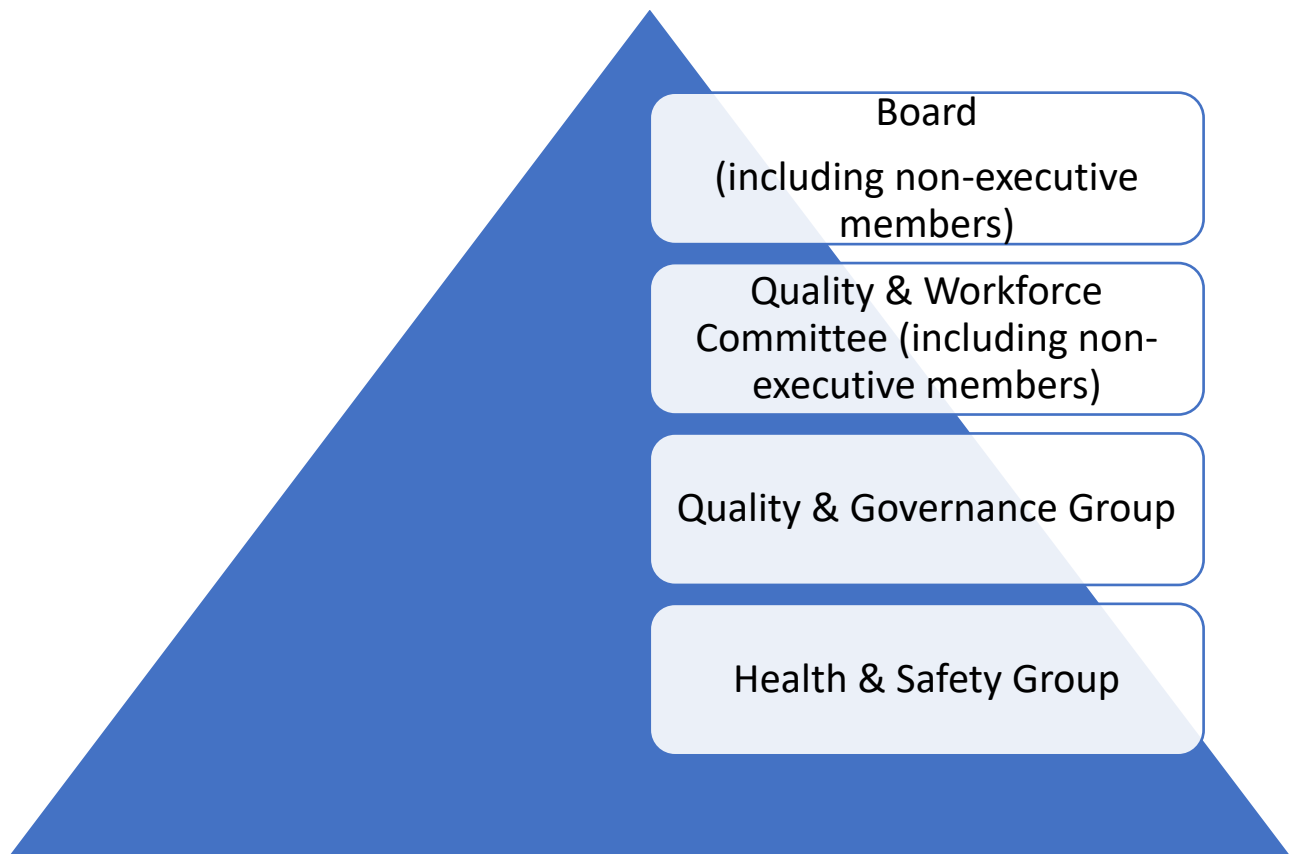 Board
(including non-executive
members)
Quality & Workforce
Committee (including non-
executive members)
Quality & Governance Group
Health & Safety Group